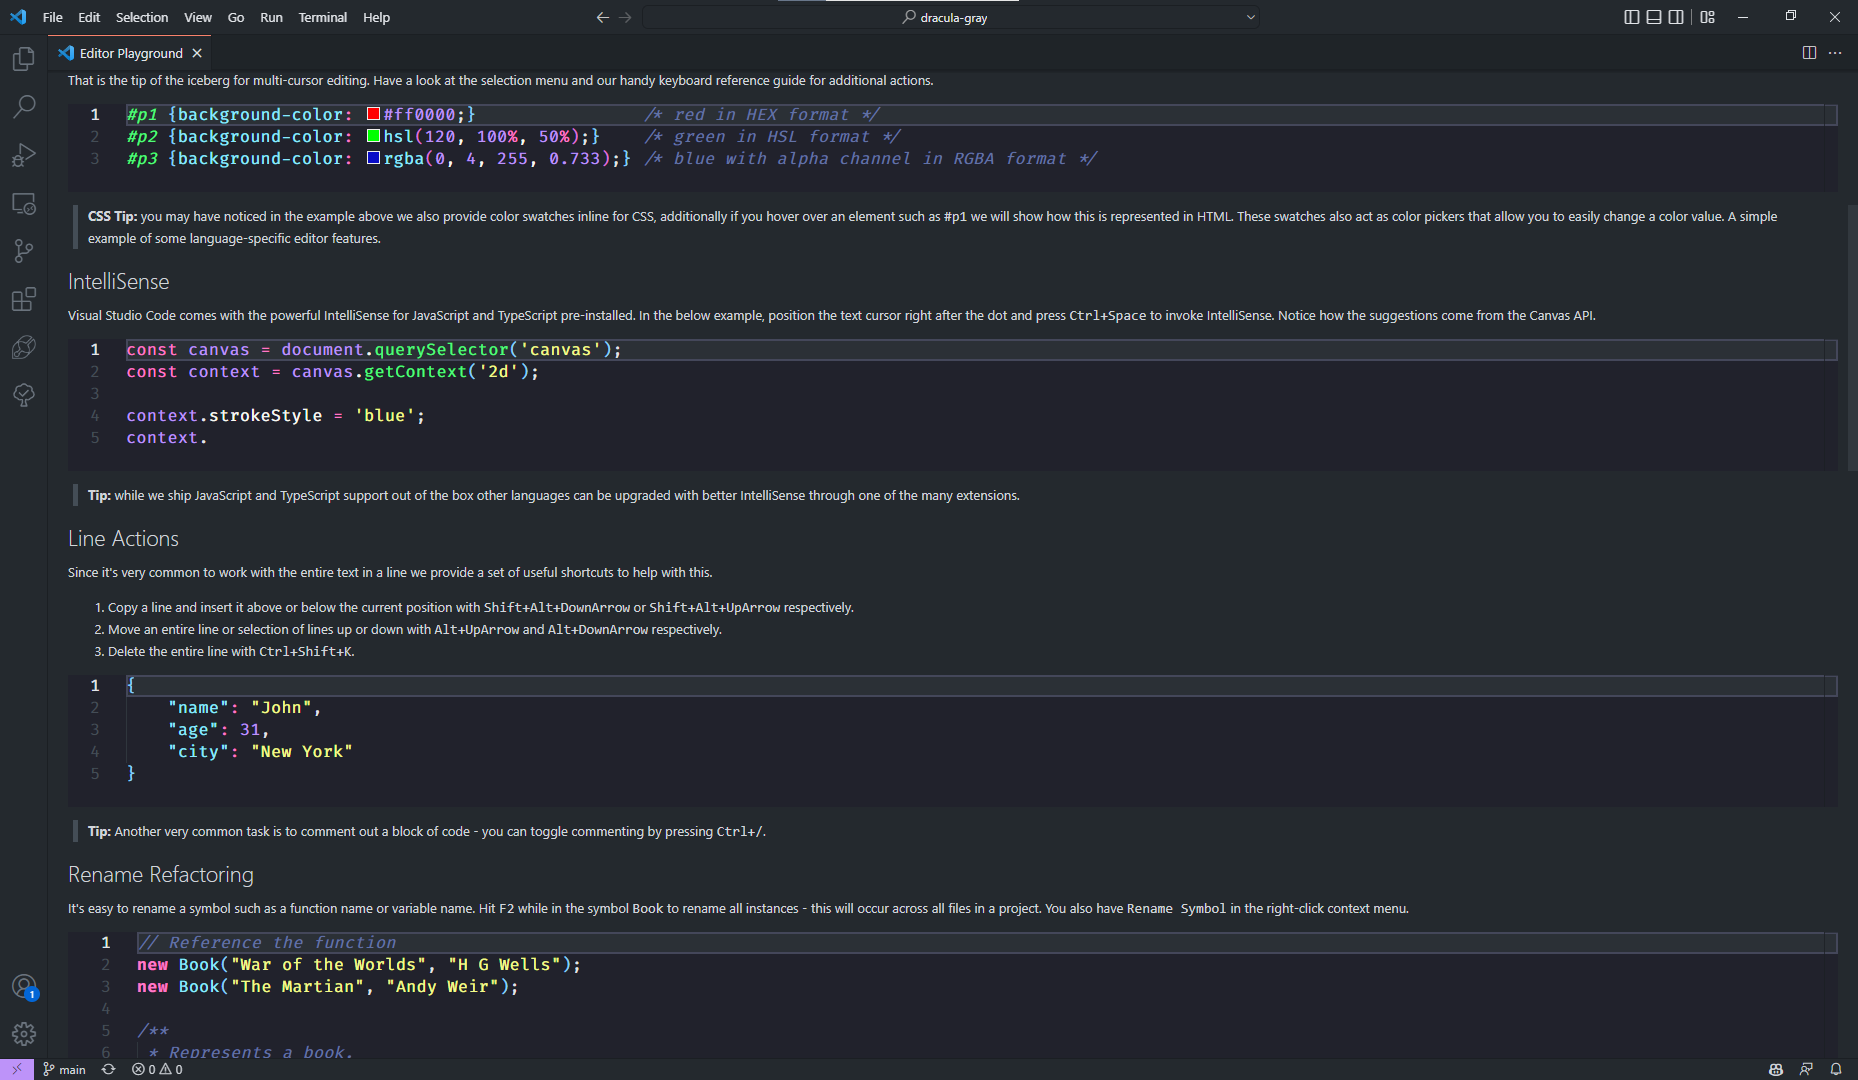 File Edit Selection View Go Run Terminal Help
dracula-gray
Editor Playground
That is the tip of the iceberg for multi-cursor editing. Have a look at the selection menu and our handy keyboard reference guide for additional actions.
1 #p1 {background-color: #ff0000;} /* red in HEX format */
2 #p2 {background-color: hsl(120, 100%, 50%);} /* green in HSL format */
3 #p3 {background-color: rgba(0, 4, 255, 0.733);} /* blue with alpha channel in RGBA format */
CSS Tip: you may have noticed in the example above we also provide color swatches inline for CSS, additionally if you hover over an element such as #p1 we will show how this is represented in HTML. These swatches also act as color pickers that allow you to easily change a color value. A simple
example of some language-specific editor features.
IntelliSense
Visual Studio Code comes with the powerful IntelliSense for JavaScript and TypeScript pre-installed. In the below example, position the text cursor right after the dot and press Ctrl+Space to invoke IntelliSense. Notice how the suggestions come from the Canvas API.
1 const canvas = document.querySelector('canvas');
2 const context = canvas.getContext('2d');
3
4 context.strokeStyle = 'blue';
5 context.
Tip: while we ship JavaScript and TypeScript support out of the box other languages can be upgraded with better IntelliSense through one of the many extensions.
Line Actions
Since it's very common to work with the entire text in a line we provide a set of useful shortcuts to help with this.
1. Copy a line and insert it above or below the current position with Shift+Alt+DownArrow or Shift+Alt+UpArrow respectively.
2. Move an entire line or selection of lines up or down with Alt+UpArrow and Alt+DownArrow respectively.
3. Delete the entire line with Ctrl+Shift+K.
1 {
2 "name": "John",
3 "age": 31,
4 "city": "New York"
5 }
Tip: Another very common task is to comment out a block of code - you can toggle commenting by pressing Ctrl+/.
Rename Refactoring
It's easy to rename a symbol such as a function name or variable name. Hit F2 while in the symbol Book to rename all instances - this will occur across all files in a project. You also have Rename Symbol in the right-click context menu.
1 // Reference the function
2 new Book("War of the Worlds", "H G Wells");
3 new Book("The Martian", "Andy Weir");
4
5 /**
6 * Represents a book.
1
main 0 0